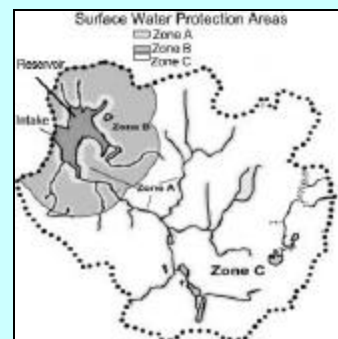 Surface Water Protection Areas
Zone A
Zone B
Zone C
Reservoir
Intake
Zone B
Zone A
Zone C